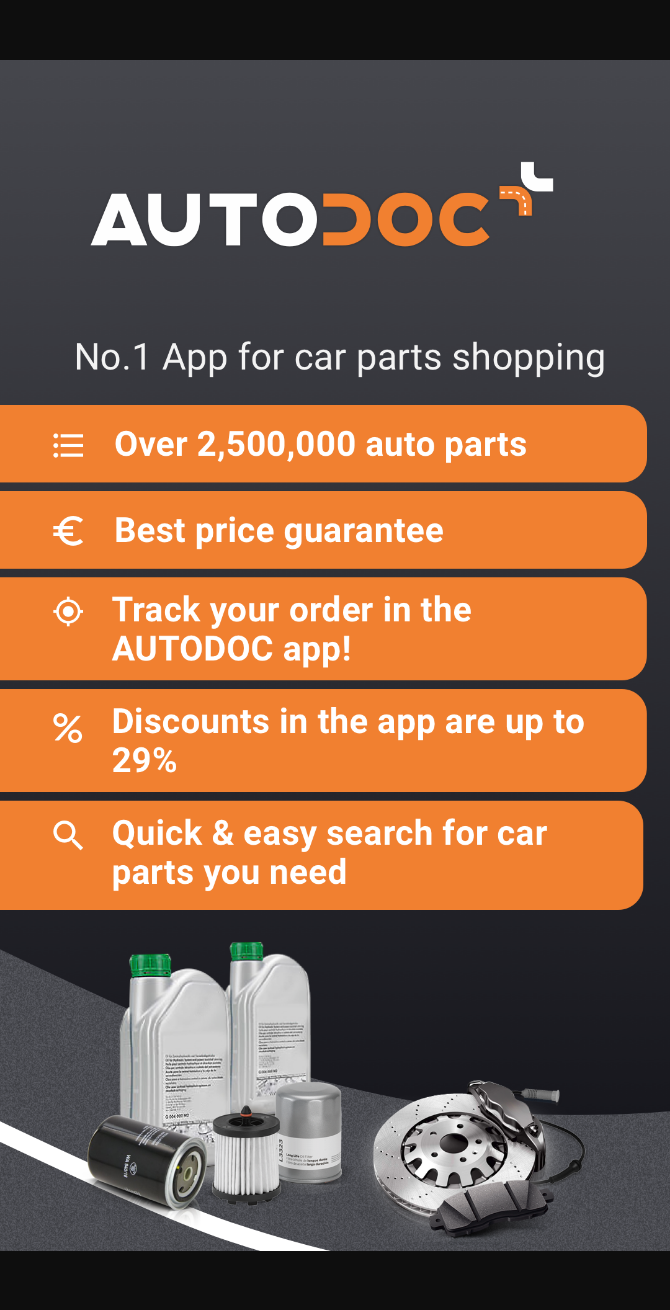 AUTODOC
No.1 App for car parts shopping
Over 2,500,000 auto parts
Best price guarantee
Track your order in the
AUTODOC app!
Discounts in the app are up to
29%
Quick & easy search for car
parts you need